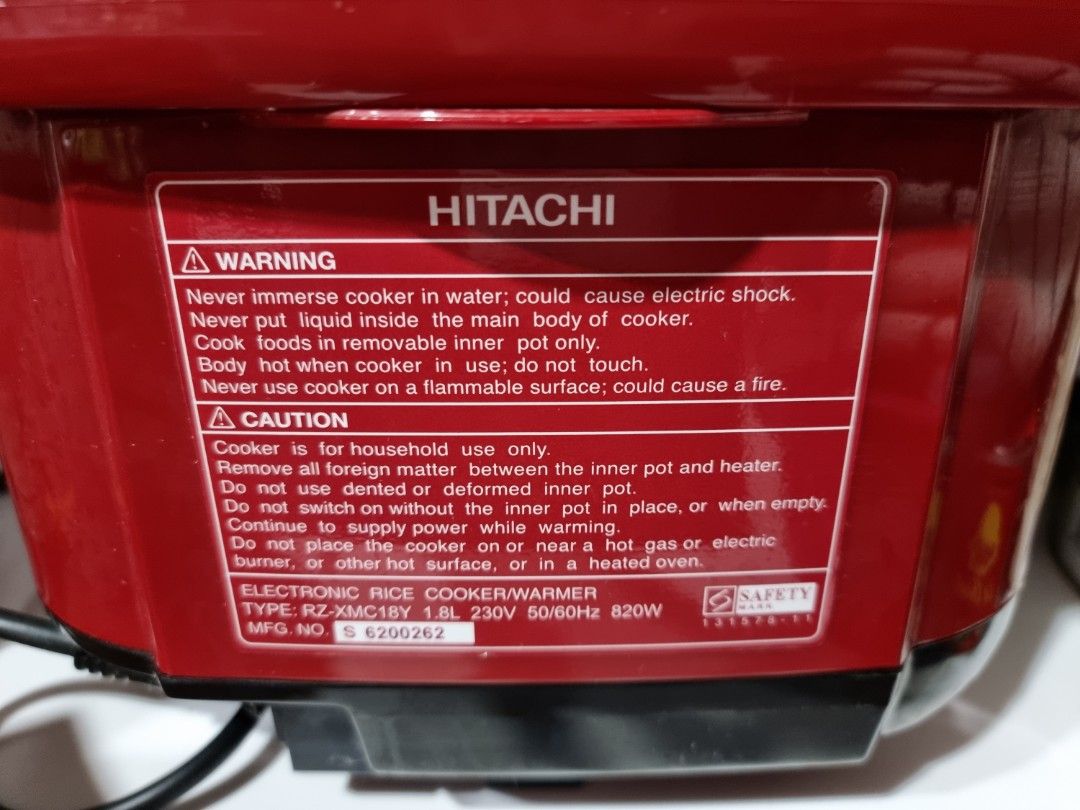 HITACHI
⚠ WARNING
Never immerse cooker in water; could cause electric shock.
Never put liquid inside the main body of cooker.
Cook foods in removable inner pot only.
Body hot when cooker in use; do not touch.
Never use cooker on a flammable surface; could cause a fire.
⚠ CAUTION
Cooker is for household use only.
Remove all foreign matter between the inner pot and heater.
Do not use dented or deformed inner pot.
Do not switch on without the inner pot in place, or when empty.
Continue to supply power while warming.
Do not place the cooker on or near a hot gas or electric
burner, or other hot surface, or in a heated oven.
ELECTRONIC RICE COOKER/WARMER
TYPE: RZ-XMC18Y 1.8L 230V 50/60Hz 820W
MFG. NO. S 6200262
SAFETY
MARK
131578-11